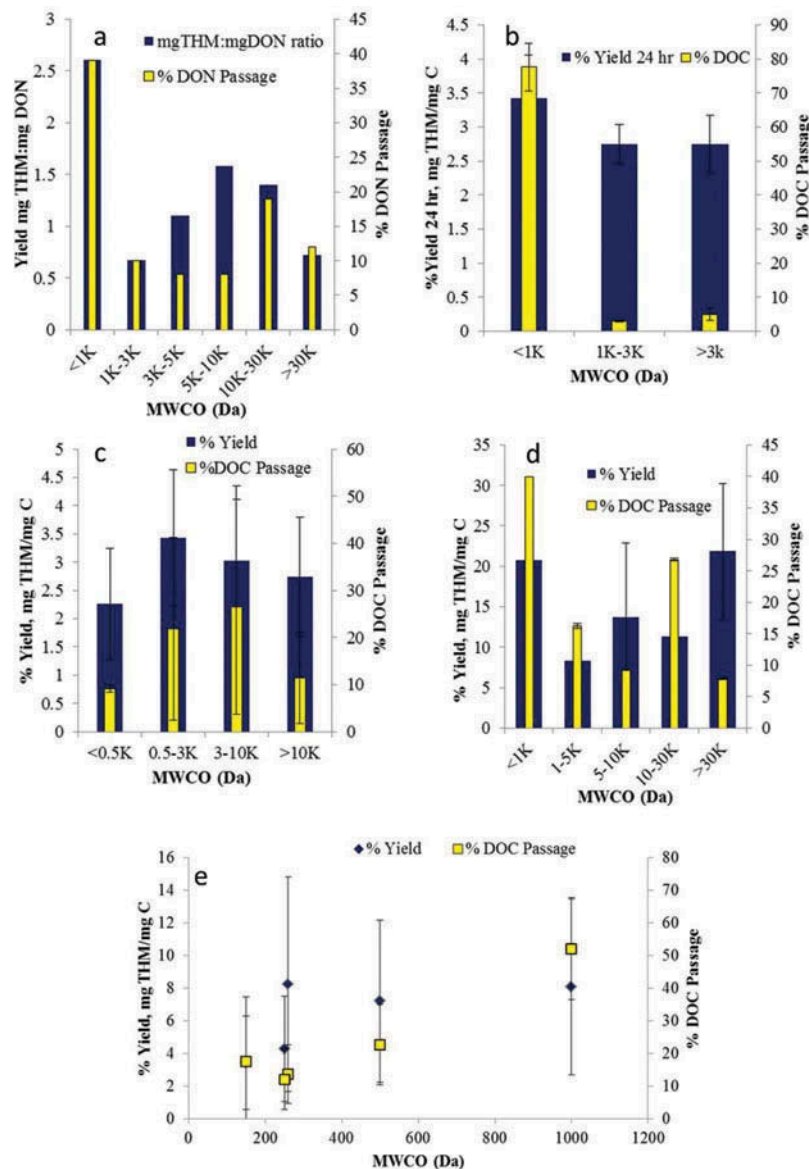 a
mgTHM:mgDON ratio
% DON Passage
Yield mg THM:mg DON
3
2.5
2
1.5
1
0.5
0
% DON Passage
45
40
35
30
25
20
15
10
5
0
<1K
1K-3K
3K-5K
5K-10K
10K-30K
>30K
MWCO (Da)
b
% Yield 24 hr
% DOC
%Yield 24 hr, mg THM/mg C
4.5
4
3.5
3
2.5
2
1.5
1
0.5
0
% DOC Passage
90
80
70
60
50
40
30
20
10
0
<1K
1K-3K
>3k
MWCO (Da)
c
% Yield
%DOC Passage
% Yield, mg THM/mg C
5
4.5
4
3.5
3
2.5
2
1.5
1
0.5
0
% DOC Passage
60
50
40
30
20
10
0
<0.5K
0.5-3K
3-10K
>10K
MWCO (Da)
d
% Yield
% DOC Passage
% Yield, mg THM/mg C
35
30
25
20
15
10
5
0
% DOC Passage
45
40
35
30
25
20
15
10
5
0
<1K
1-5K
5-10K
10-30K
>30K
MWCO (Da)
e
% Yield
% DOC Passage
% Yield, mg THM/mg C
16
14
12
10
8
6
4
2
0
% DOC Passage
80
70
60
50
40
30
20
10
0
0
200
400
600
800
1000
1200
MWCO (Da)